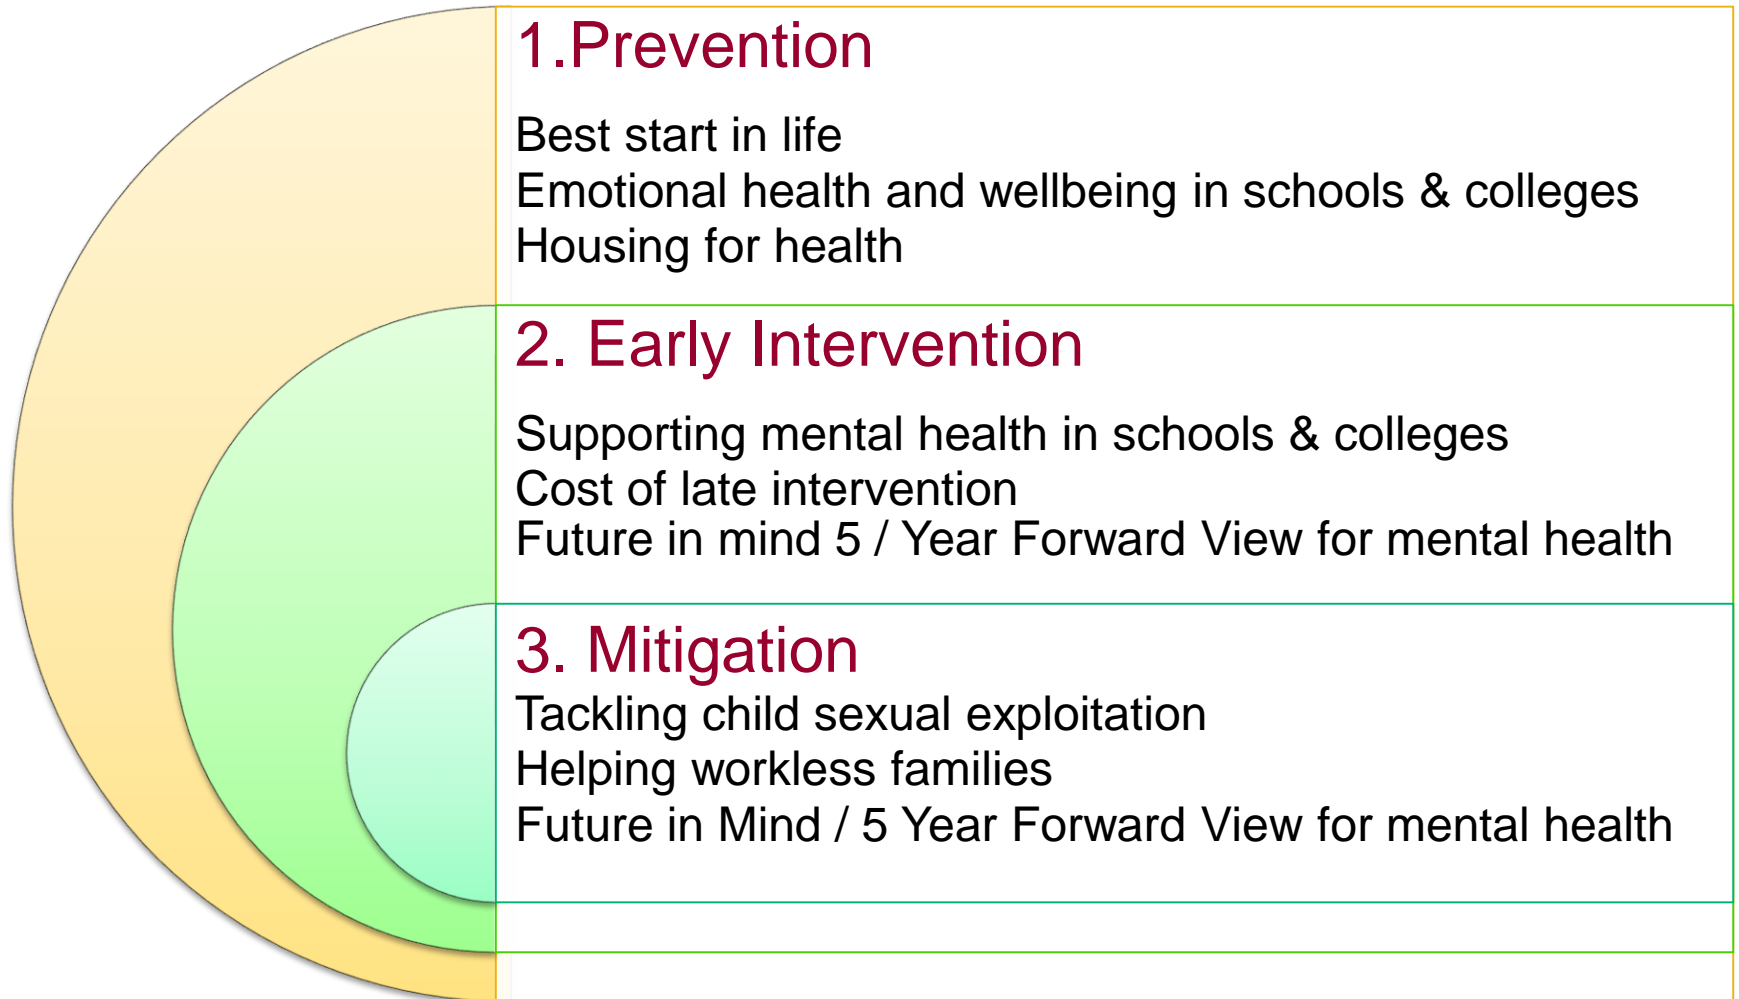 1.Prevention
Best start in life
Emotional health and wellbeing in schools & colleges
Housing for health
2. Early Intervention
Supporting mental health in schools & colleges
Cost of late intervention
Future in mind 5 / Year Forward View for mental health
3. Mitigation
Tackling child sexual exploitation
Helping workless families
Future in Mind / 5 Year Forward View for mental health